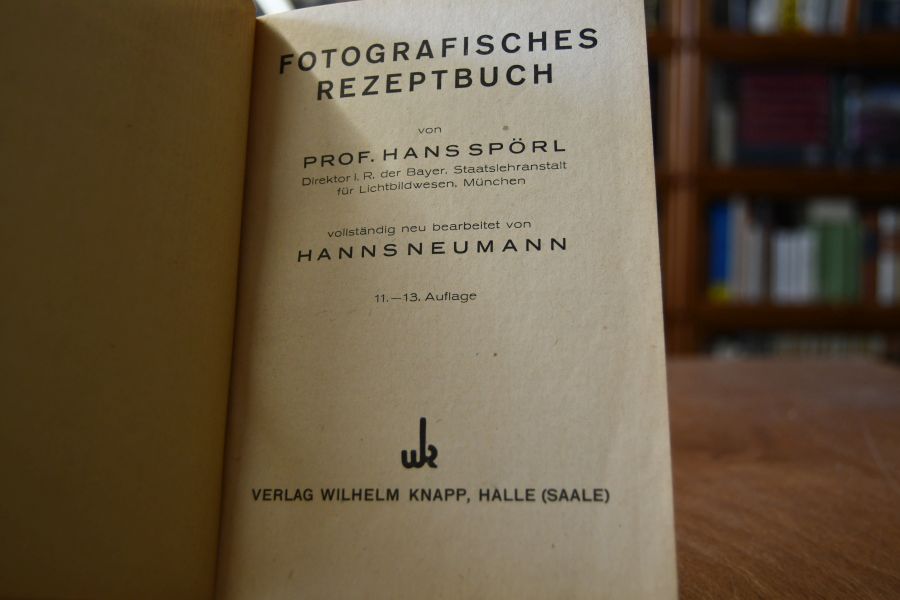 FOTOGRAFISCHES
REZEPTBUCH
von
PROF. HANS SPÖRL
Direktor i. R. der Bayer. Staatslehranstalt
für Lichtbildwesen, München
vollständig neu bearbeitet von
HANNS NEUMANN
11.—13. Auflage
wk
VERLAG WILHELM KNAPP, HALLE (SAALE)